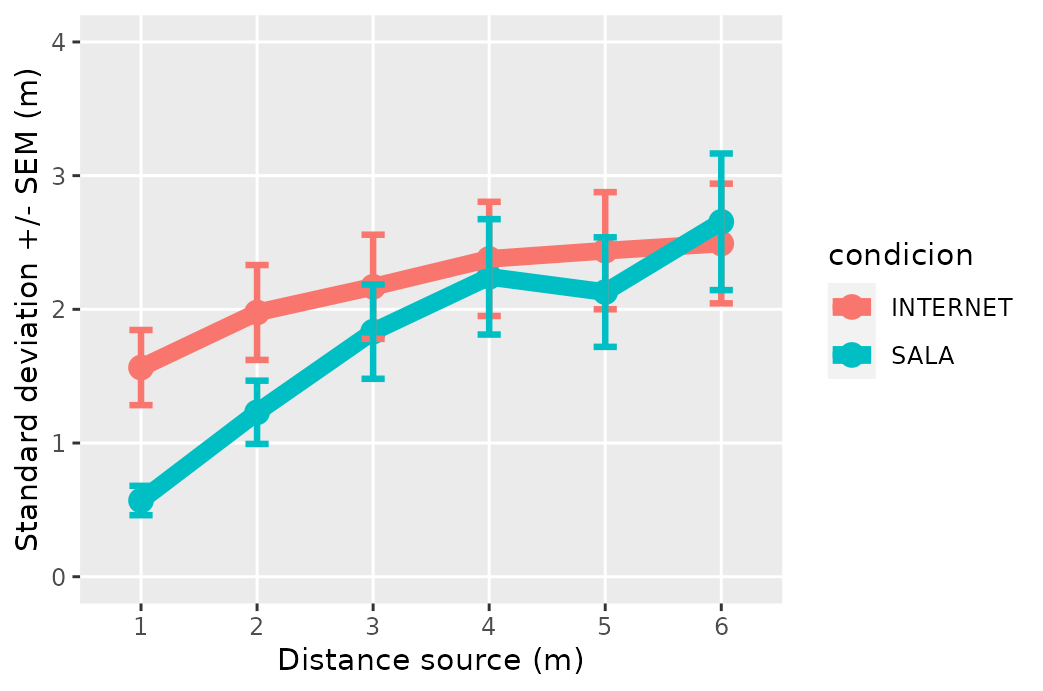 Standard deviation +/- SEM (m)
4
3
2
1
0
1 2 3 4 5 6
Distance source (m)
condicion
INTERNET
SALA